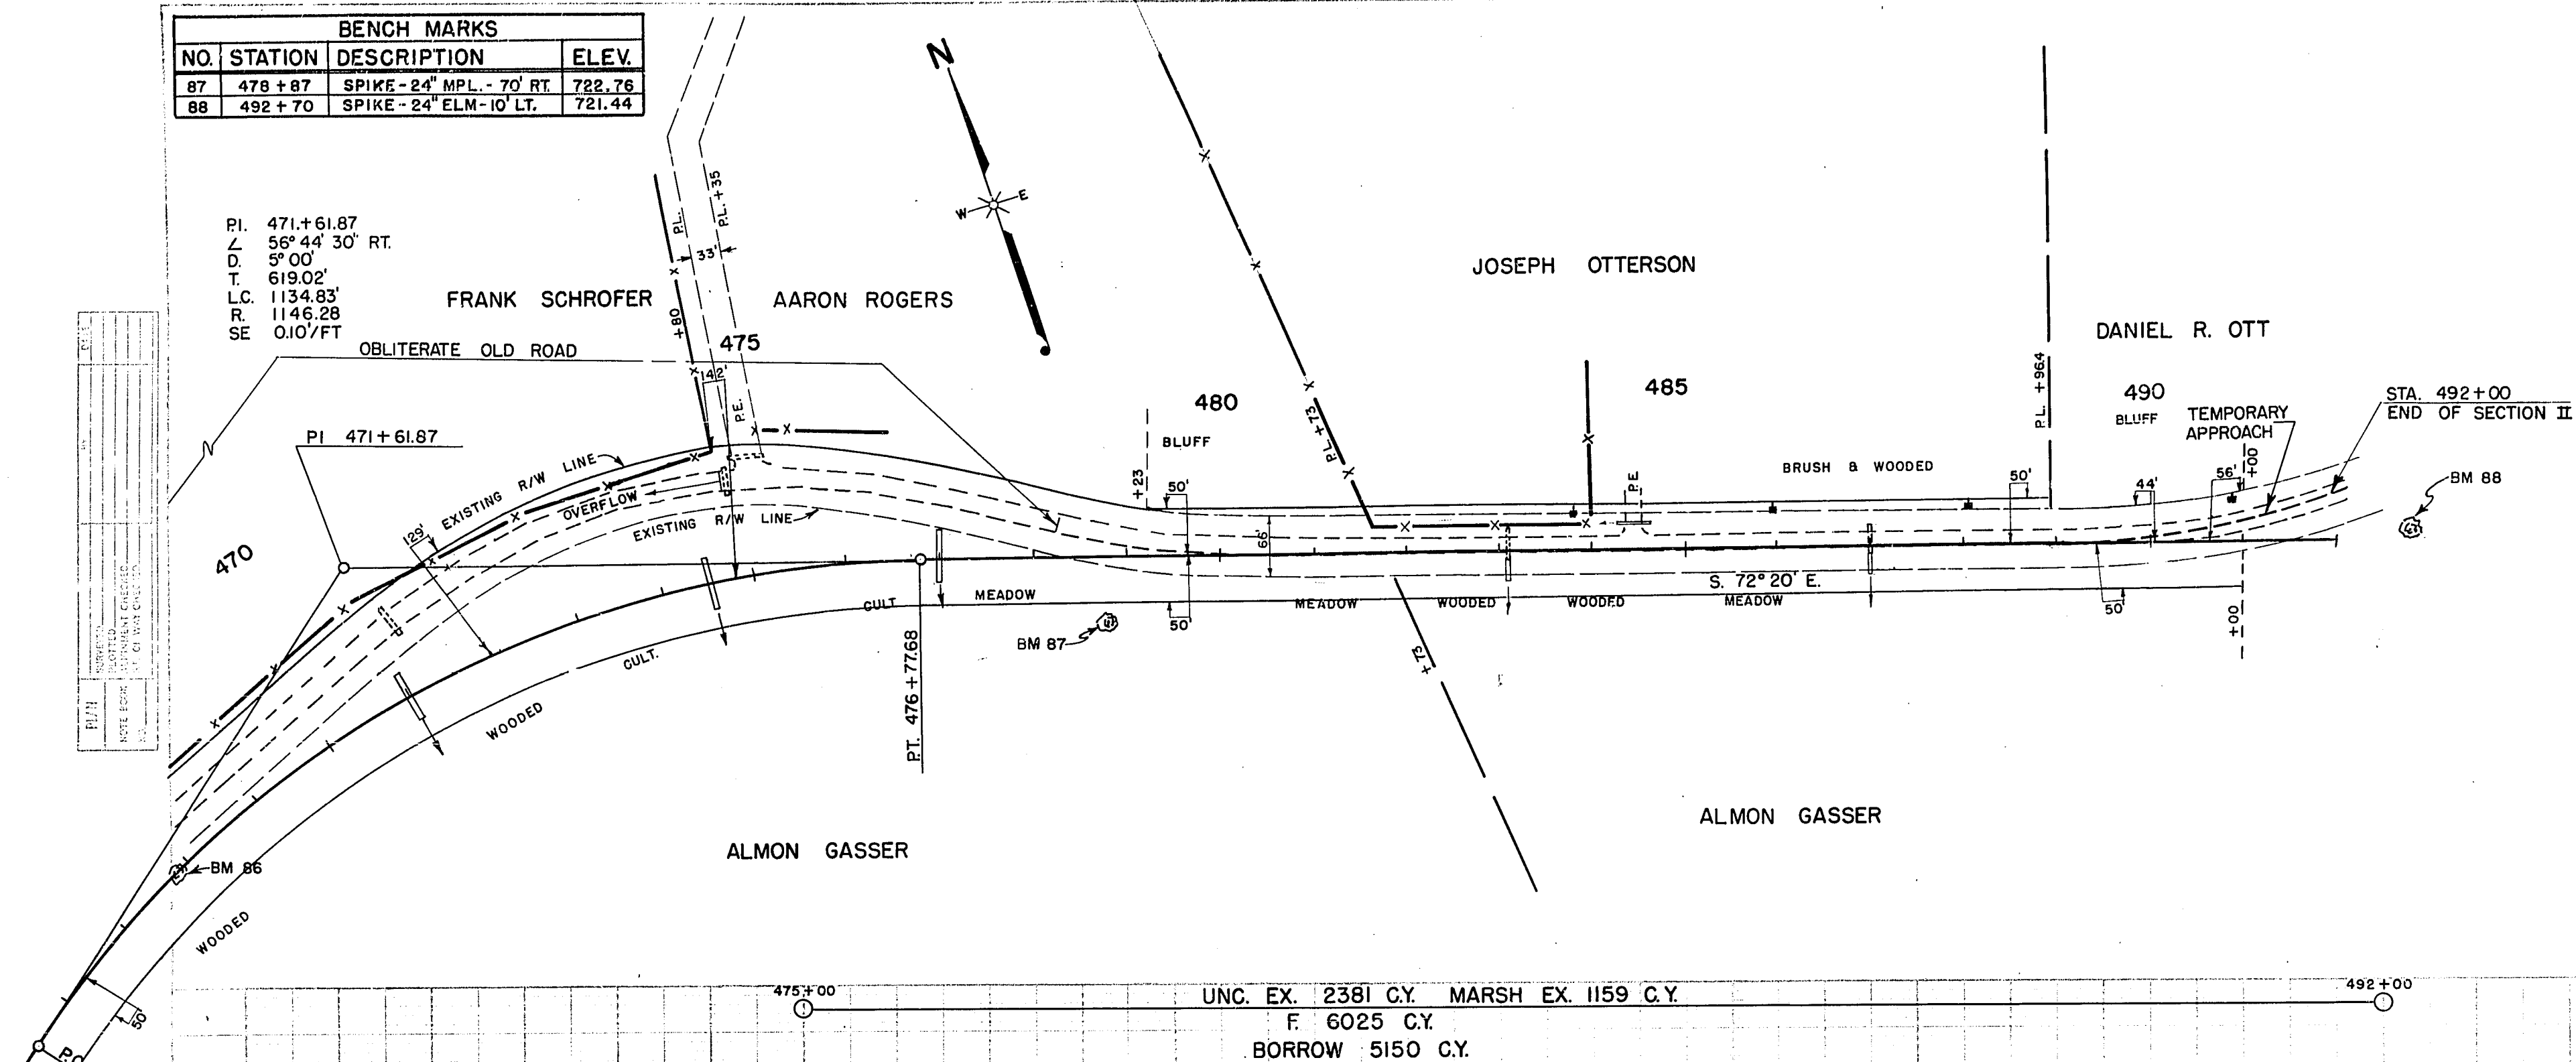 BENCH MARKS
NO. STATION DESCRIPTION ELEV.
87 478+87 SPIKE-24" MPL.-70' RT. 722.76
88 492+70 SPIKE-24" ELM-10' LT. 721.44
N
W E
P.I. 471.+61.87
∠ 56° 44' 30" RT.
D. 5° 00'
T. 619.02'
L.C. 1134.83'
R. 1146.28
SE 0.10'/FT
P.L.
P.L.+35
33'
+80
FRANK SCHROFER
AARON ROGERS
JOSEPH OTTERSON
DANIEL R. OTT
OBLITERATE OLD ROAD
475
142'
P.E.
480
485
490
P.L. +73
P.L. +96.4
BLUFF
BLUFF
TEMPORARY
APPROACH
STA. 492+00
END OF SECTION II
PI 471+61.87
EXISTING R/W LINE
OVERFLOW
EXISTING R/W LINE
129'
470
+23
50'
66'
P.E.
BRUSH & WOODED
50'
44'
56'
+00
BM 88
S. 72° 20' E.
MEADOW
CULT.
MEADOW
WOODED
WOODED
MEADOW
BM 87
50'
50'
+00
+73
CULT.
WOODED
P.T. 476+77.68
ALMON GASSER
ALMON GASSER
BM 86
WOODED
50'
PLAN
NOTE BOOK
PLOTTED
475+00
492+00
UNC. EX. 2381 C.Y. MARSH EX. 1159 C.Y.
F. 6025 C.Y.
BORROW 5150 C.Y.